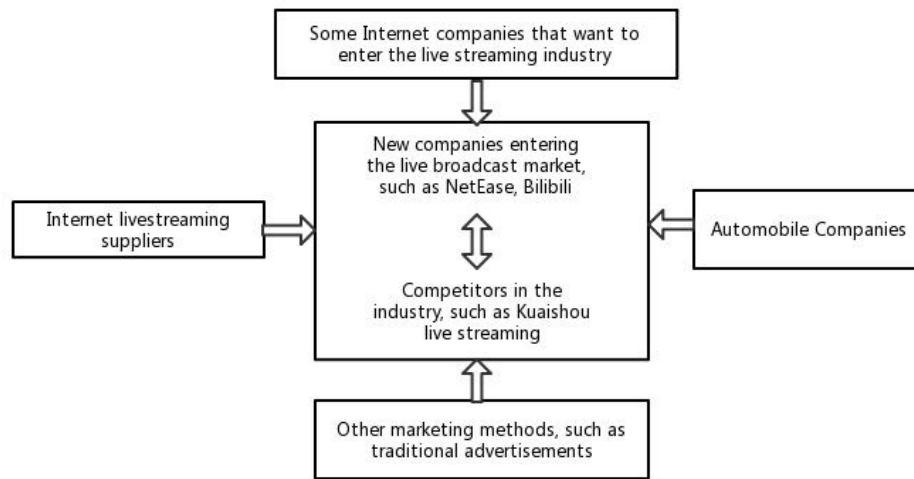 Some Internet companies that want to
enter the live streaming industry
New companies entering
the live broadcast market,
such as NetEase, Bilibili
Internet livestreaming
suppliers
Automobile Companies
Competitors in the
industry, such as Kuaishou
live streaming
Other marketing methods, such as
traditional advertisements